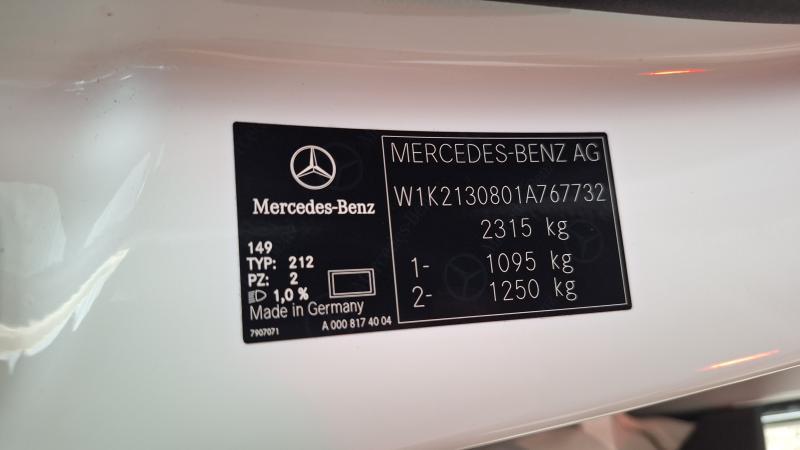 Mercedes-Benz
149
TYP: 212
PZ: 2
1,0 %
Made in Germany
7907071 A 000 817 40 04
MERCEDES-BENZ AG
W1K2130801A767732
2315 kg
1- 1095 kg
2- 1250 kg